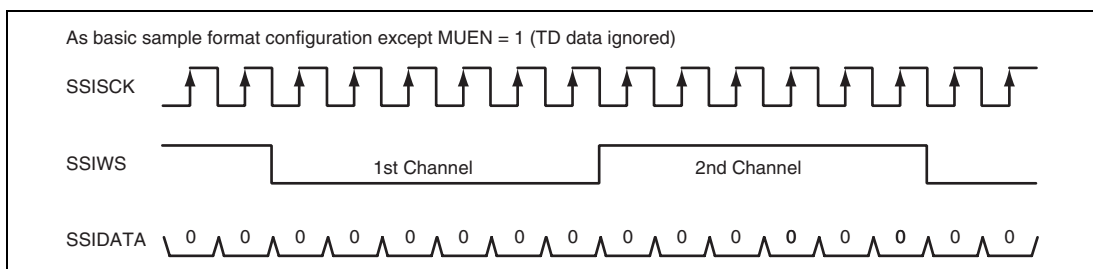 As basic sample format configuration except MUEN = 1 (TD data ignored)
SSISCK
SSIWS 1st Channel 2nd Channel
SSIDATA 0 0 0 0 0 0 0 0 0 0 0 0 0 0 0 0